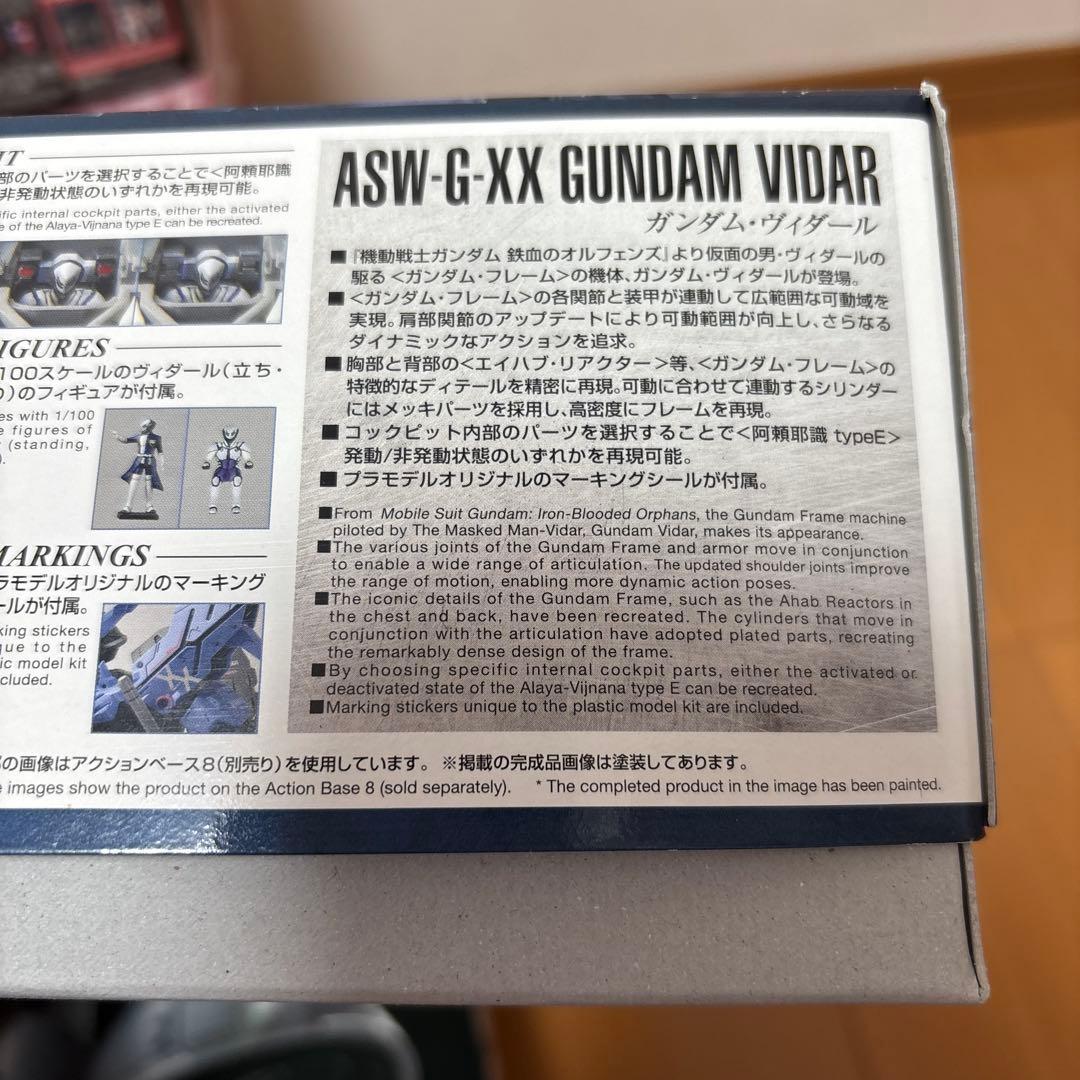 部のパーツを選択することで<阿頼耶識
非発動状態のいずれかを再現可能。
internal cockpit parts, either the activated
of the Alaya-Vijnana type E can be recreated.
FIGURES
100スケールのヴィダール(立ち・
)のフィギュアが付属。
with 1/100
figures of
(standing,
MARKINGS
プラモデルオリジナルのマーキング
ールが付属。
stickers
to the
model kit
ASW-G-XX GUNDAM VIDAR
ガンダム・ヴィダール
■『機動戦士ガンダム 鉄血のオルフェンズ』より仮面の男・ヴィダールの
駆る<ガンダム・フレーム>の機体、ガンダム・ヴィダールが登場。
■<ガンダム・フレーム>の各関節と装甲が連動して広範囲な可動域を
実現。肩部関節のアップデートにより可動範囲が向上し、さらなる
ダイナミックなアクションを追求。
■胸部と背部の<エイハブ・リアクター>等、<ガンダム・フレーム>の
特徴的なディテールを精密に再現。可動に合わせて連動するシリンダー
にはメッキパーツを採用し、高密度にフレームを再現。
■コックピット内部のパーツを選択することで<阿頼耶識 typeE>
発動/非発動状態のいずれかを再現可能。
■プラモデルオリジナルのマーキングシールが付属。
■From Mobile Suit Gundam: Iron-Blooded Orphans, the Gundam Frame machine
piloted by The Masked Man-Vidar, Gundam Vidar, makes its appearance.
■The various joints of the Gundam Frame and armor move in conjunction
to enable a wide range of articulation. The updated shoulder joints improve
the range of motion, enabling more dynamic action poses.
■The iconic details of the Gundam Frame, such as the Ahab Reactors in
the chest and back, have been recreated. The cylinders that move in
conjunction with the articulation have adopted plated parts, recreating
the remarkably dense design of the frame.
■By choosing specific internal cockpit parts, either the activated or
deactivated state of the Alaya-Vijnana type E can be recreated.
■Marking stickers unique to the plastic model kit are included.
の画像はアクションベース8(別売り)を使用しています。 ※掲載の完成品画像は塗装してあります。
images show the product on the Action Base 8 (sold separately). * The completed product in the image has been painted.